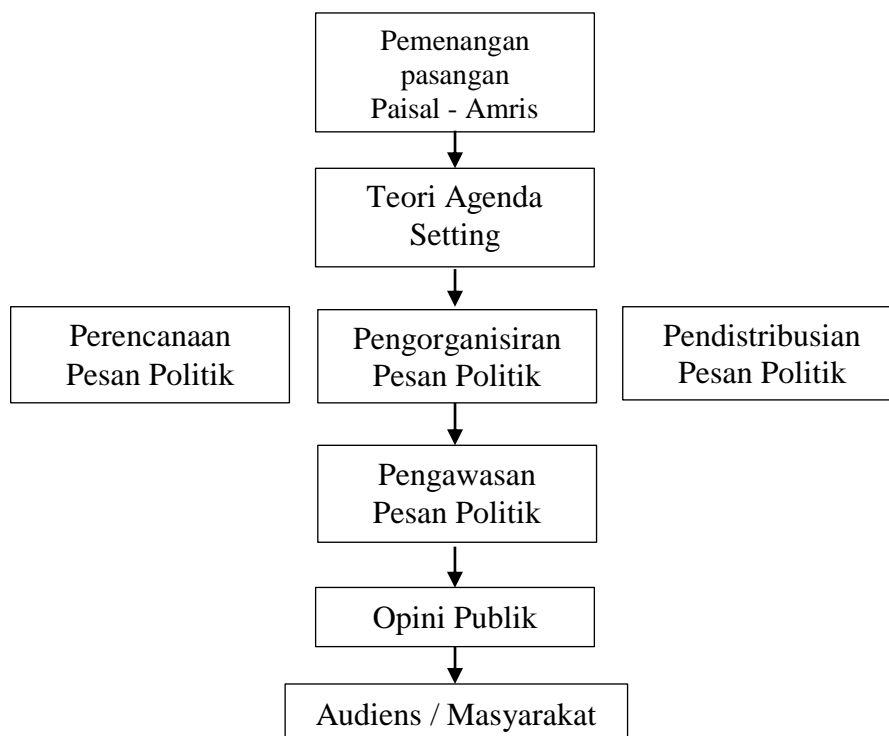 Pemenangan
pasangan
Paisal - Amris
Teori Agenda
Setting
Perencanaan
Pesan Politik
Pengorganisiran
Pesan Politik
Pendistribusian
Pesan Politik
Pengawasan
Pesan Politik
Opini Publik
Audiens / Masyarakat